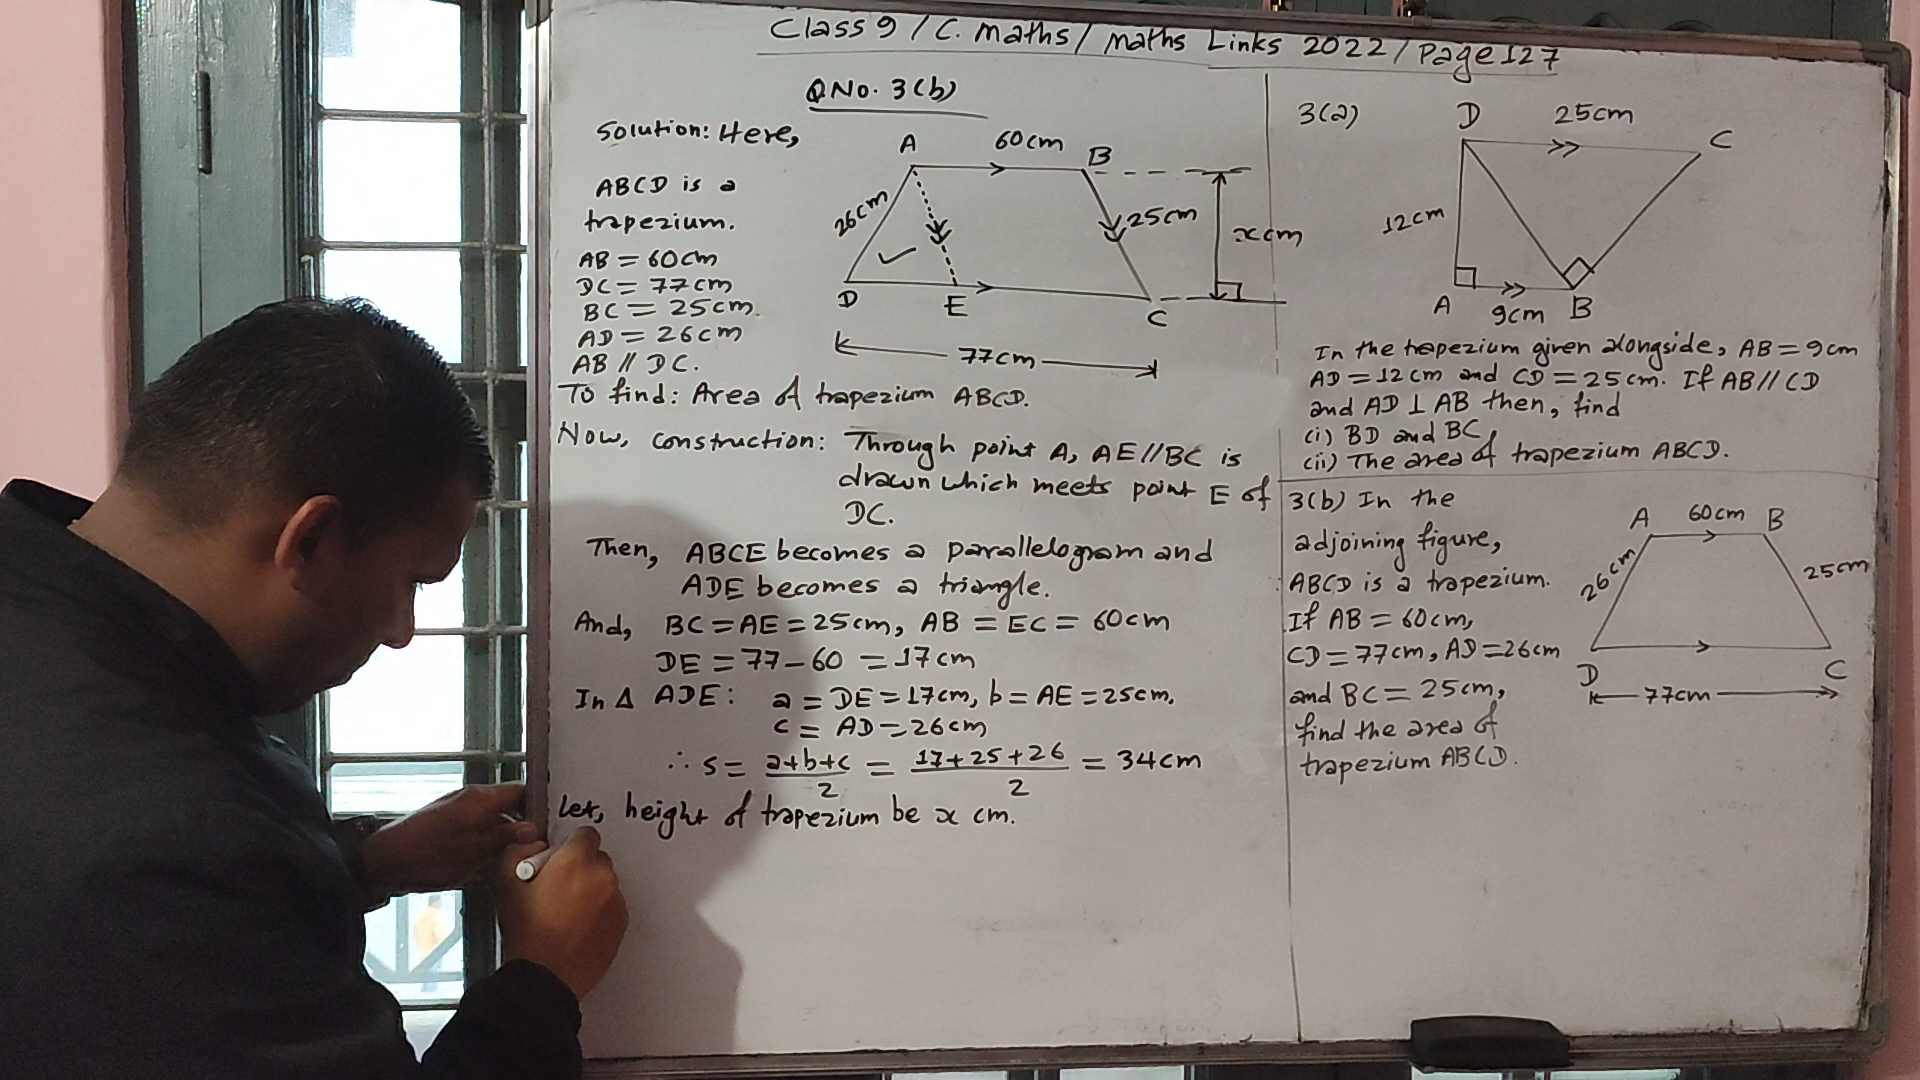 Class 9 / C. Maths / Maths Links 2022 / Page 127
Q.No. 3(b)
Solution: Here,
ABCD is a
trapezium.
AB = 60cm
DC = 77cm
BC = 25cm.
AD = 26cm
AB // DC.
A
60cm
B
26cm
25cm
x cm
D
E
C
77cm
To find: Area of trapezium ABCD.
Now, construction: Through point A, AE//BC is
drawn which meets point E of
DC.
Then, ABCE becomes a parallelogram and
ADE becomes a triangle.
And, BC = AE = 25cm, AB = EC = 60cm
DE = 77 - 60 = 17cm
In Δ ADE: a = DE = 17cm, b = AE = 25cm,
c = AD = 26cm
∴ s = a+b+c/2 = 17+25+26/2 = 34cm
Let, height of trapezium be x cm.
3(a)
D
25cm
C
12cm
A
9cm
B
In the trapezium given alongside, AB = 9cm
AD = 12cm and CD = 25cm. If AB // CD
and AD ⊥ AB then, find
(i) BD and BC
(ii) The area of trapezium ABCD.
3(b) In the
adjoining figure,
ABCD is a trapezium.
If AB = 60cm,
CD = 77cm, AD = 26cm
and BC = 25cm,
find the area of
trapezium ABCD.
A
60cm
B
26cm
25cm
D
C
77cm